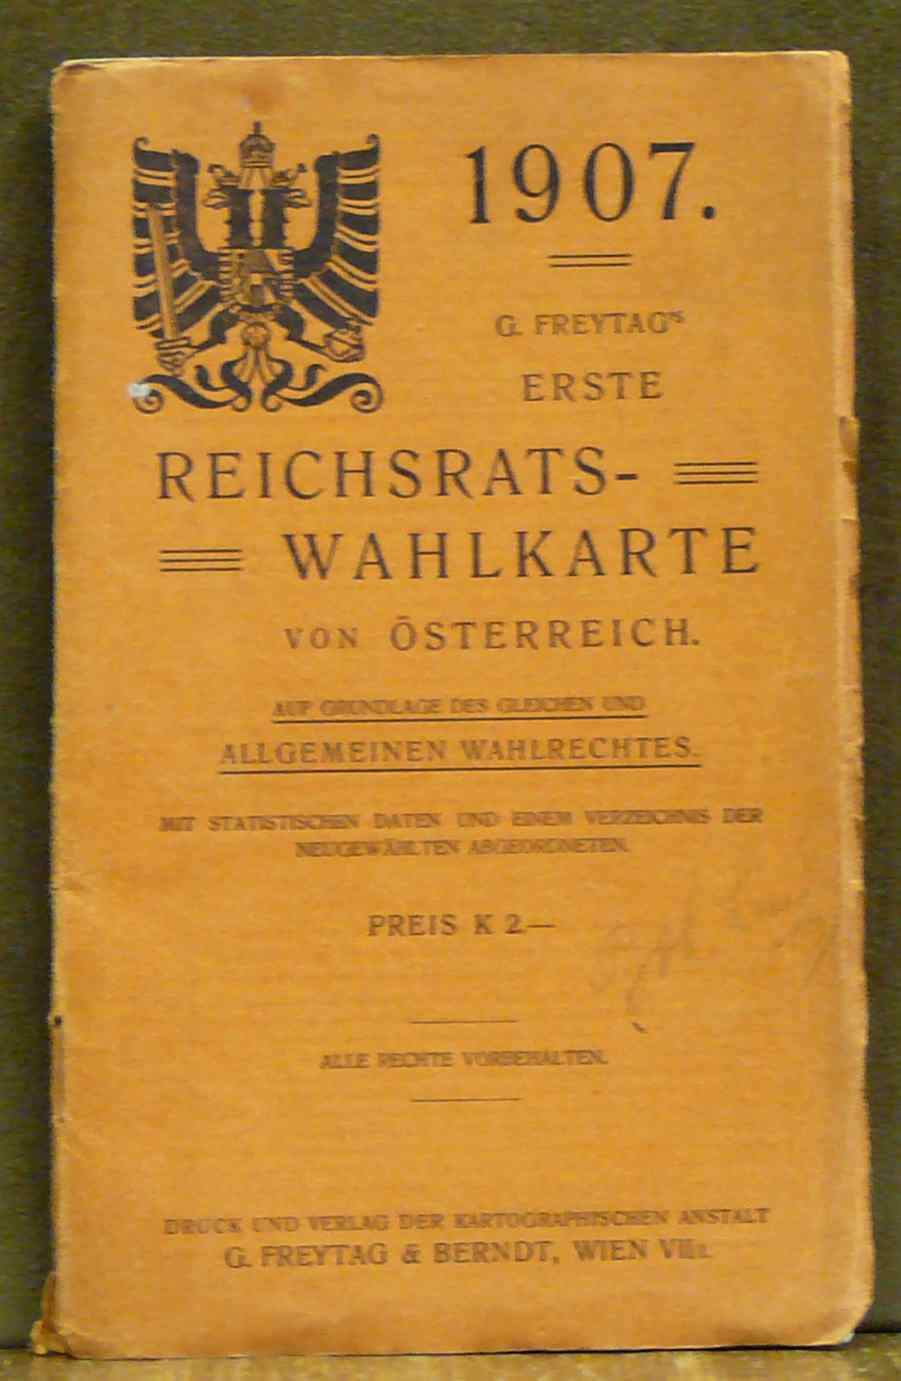 1907.
G. FREYTAG'S
ERSTE
REICHSRATS-
WAHLKARTE
VON ÖSTERREICH.
AUF GRUNDLAGE DES GLEICHEN UND
ALLGEMEINEN WAHLRECHTES.
MIT STATISTISCHEN DATEN UND EINEM VERZEICHNIS DER
NEUGEWÄHLTEN ABGEORDNETEN.
PREIS K 2.—
ALLE RECHTE VORBEHALTEN.
DRUCK UND VERLAG DER KARTOGRAPHISCHEN ANSTALT
G. FREYTAG & BERNDT, WIEN